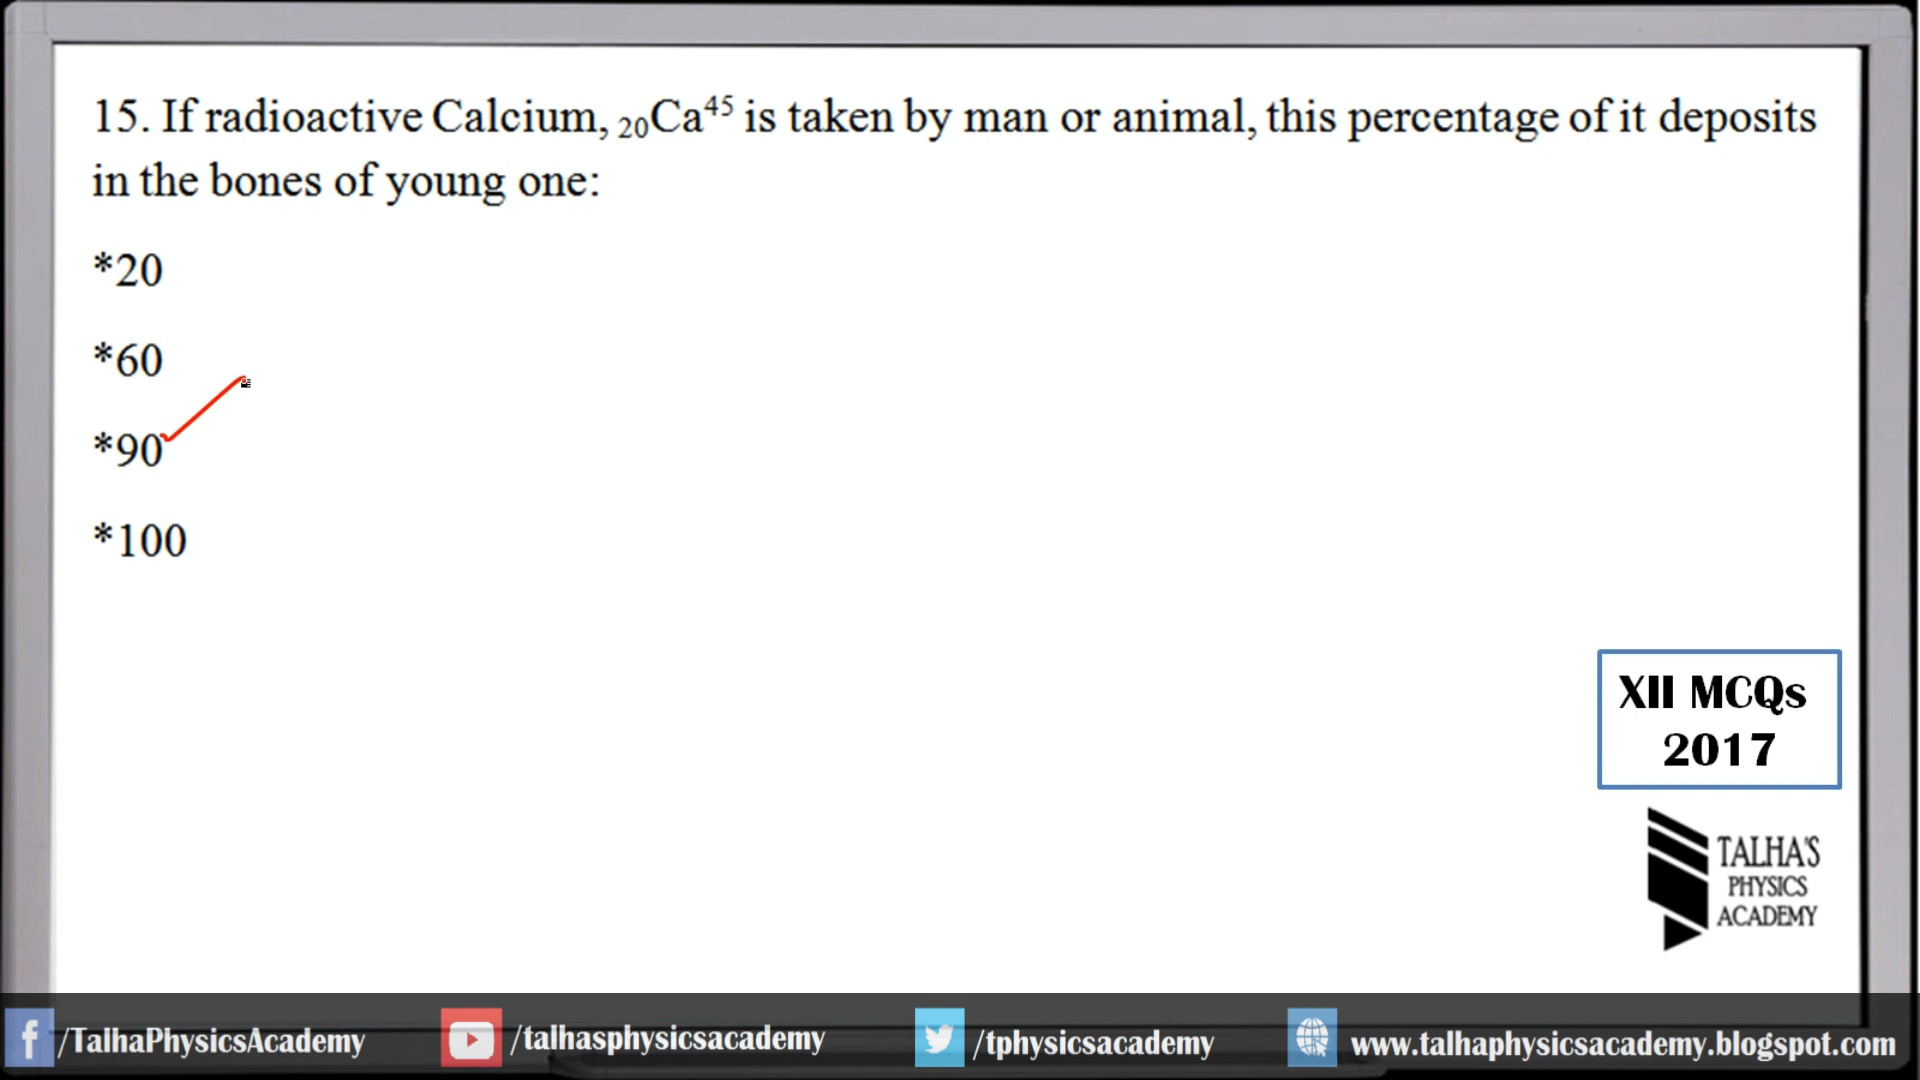 15. If radioactive Calcium, ₂₀Ca⁴⁵ is taken by man or animal, this percentage of it deposits
in the bones of young one:
*20
*60
*90
*100
XII MCQs
2017
TALHA'S
PHYSICS
ACADEMY
/TalhaPhysicsAcademy
/talhasphysicsacademy
/tphysicsacademy
www.talhaphysicsacademy.blogspot.com